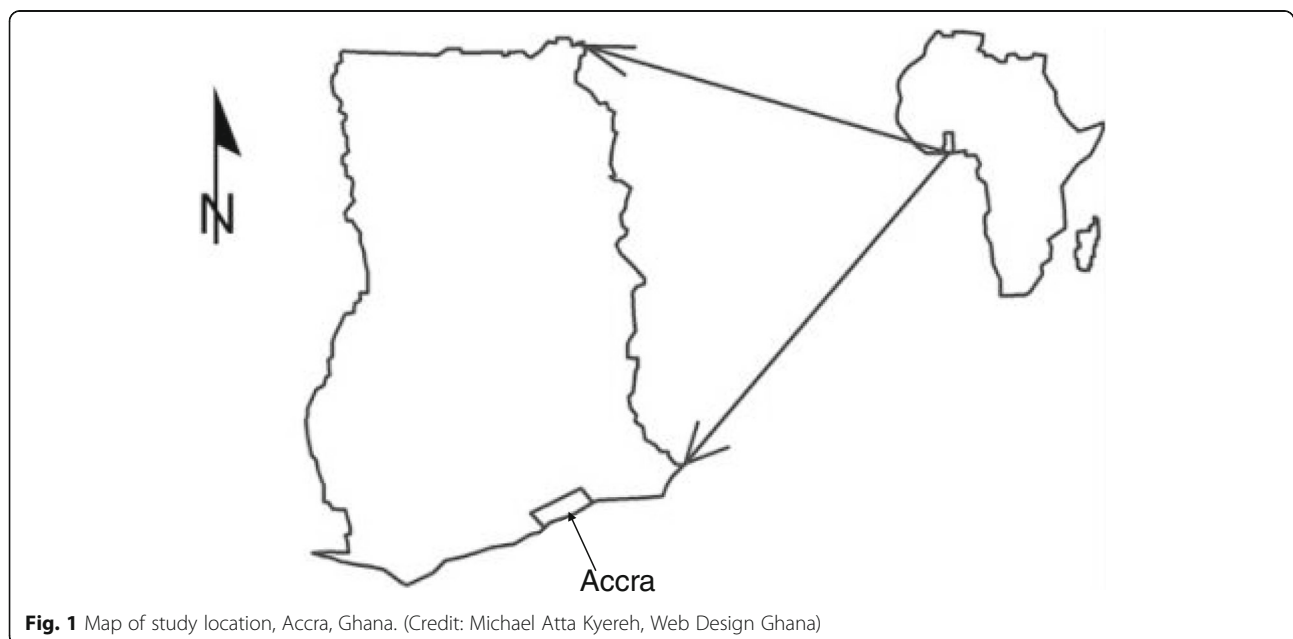 N
Accra
Fig. 1 Map of study location, Accra, Ghana. (Credit: Michael Atta Kyereh, Web Design Ghana)